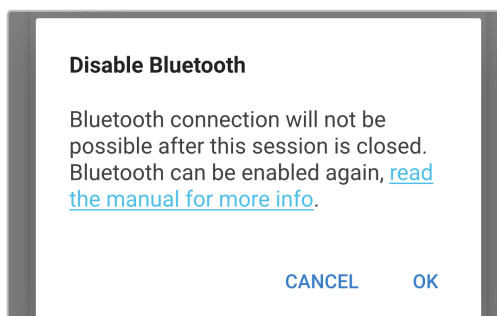 Disable Bluetooth
Bluetooth connection will not be
possible after this session is closed.
Bluetooth can be enabled again, read
the manual for more info.
CANCEL OK